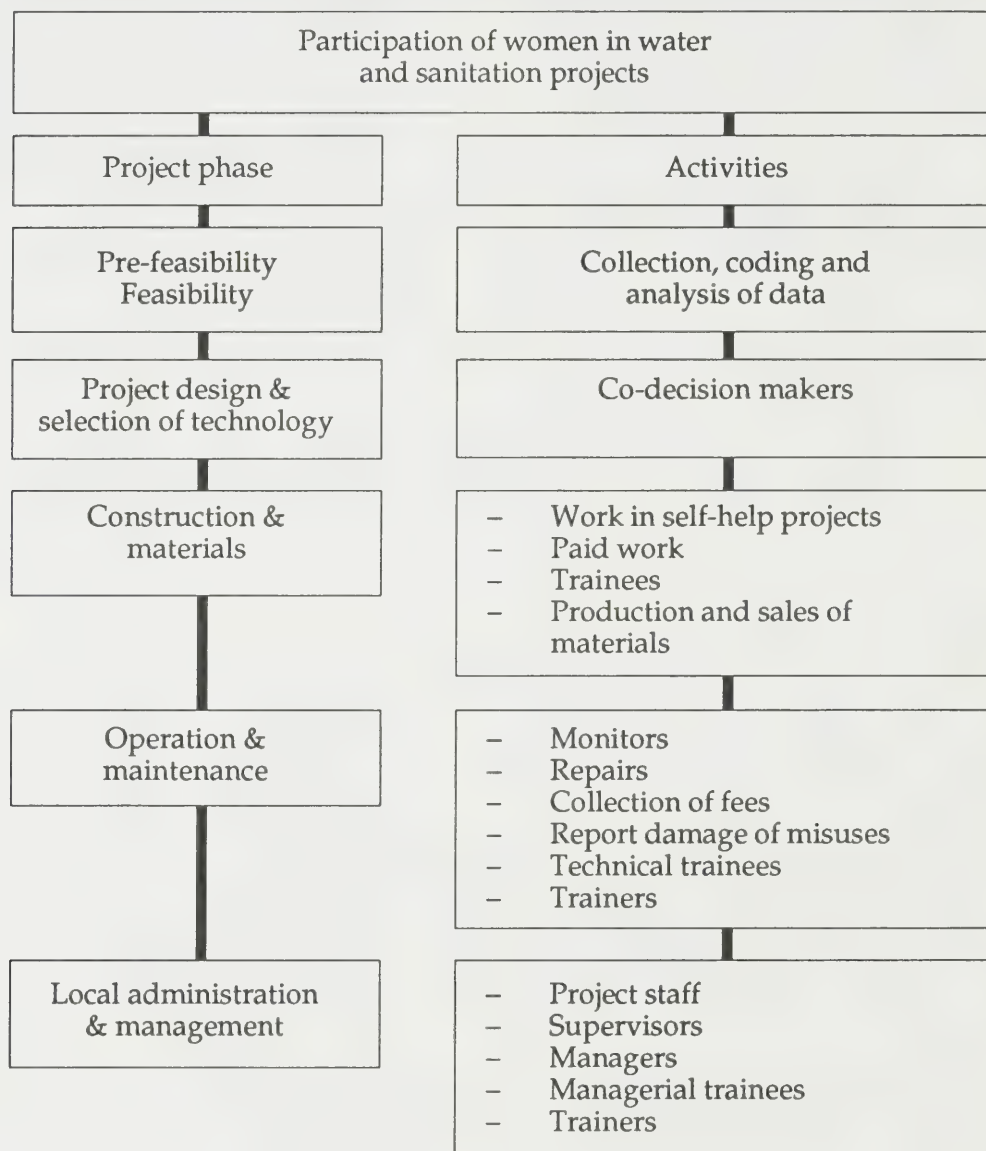 Participation of women in water
and sanitation projects
Project phase
Activities
Pre-feasibility
Feasibility
Collection, coding and
analysis of data
Project design &
selection of technology
Co-decision makers
Construction &
materials
– Work in self-help projects
– Paid work
– Trainees
– Production and sales of
materials
Operation &
maintenance
– Monitors
– Repairs
– Collection of fees
– Report damage of misuses
– Technical trainees
– Trainers
Local administration
& management
– Project staff
– Supervisors
– Managers
– Managerial trainees
– Trainers